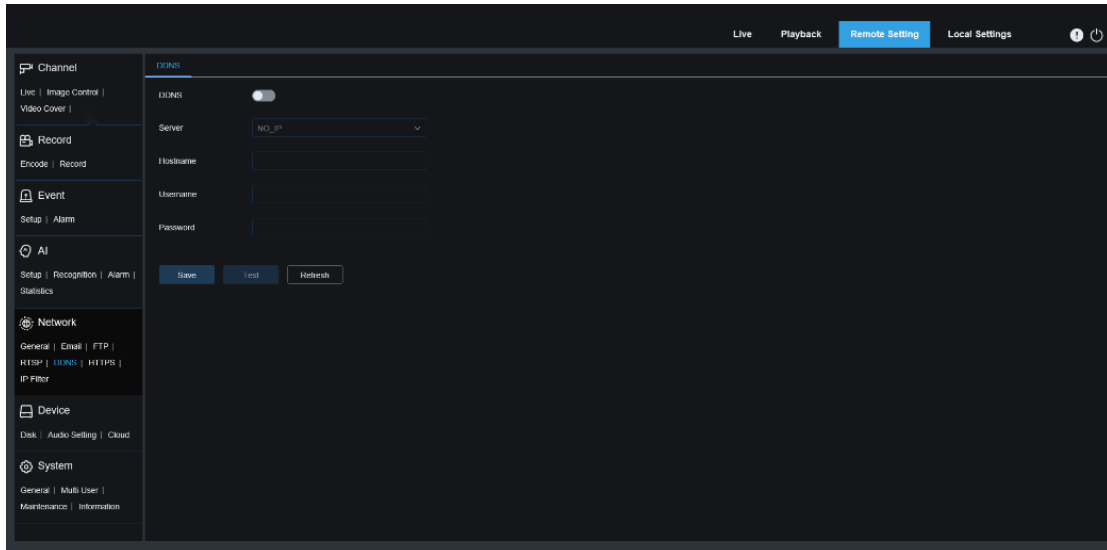 Live Playback Remote Setting Local Settings
Channel
Live | Image Control |
Video Cover |
Record
Encode | Record
Event
Setup | Alarm
AI
Setup | Recognition | Alarm |
Statistics
Network
General | Email | FTP |
RTSP | DDNS | HTTPS |
IP Filter
Device
Disk | Audio Setting | Cloud
System
General | Multi-User |
Maintenance | Information
DDNS
DDNS
Server NO_IP
Hostname
Username
Password
Save Test Refresh